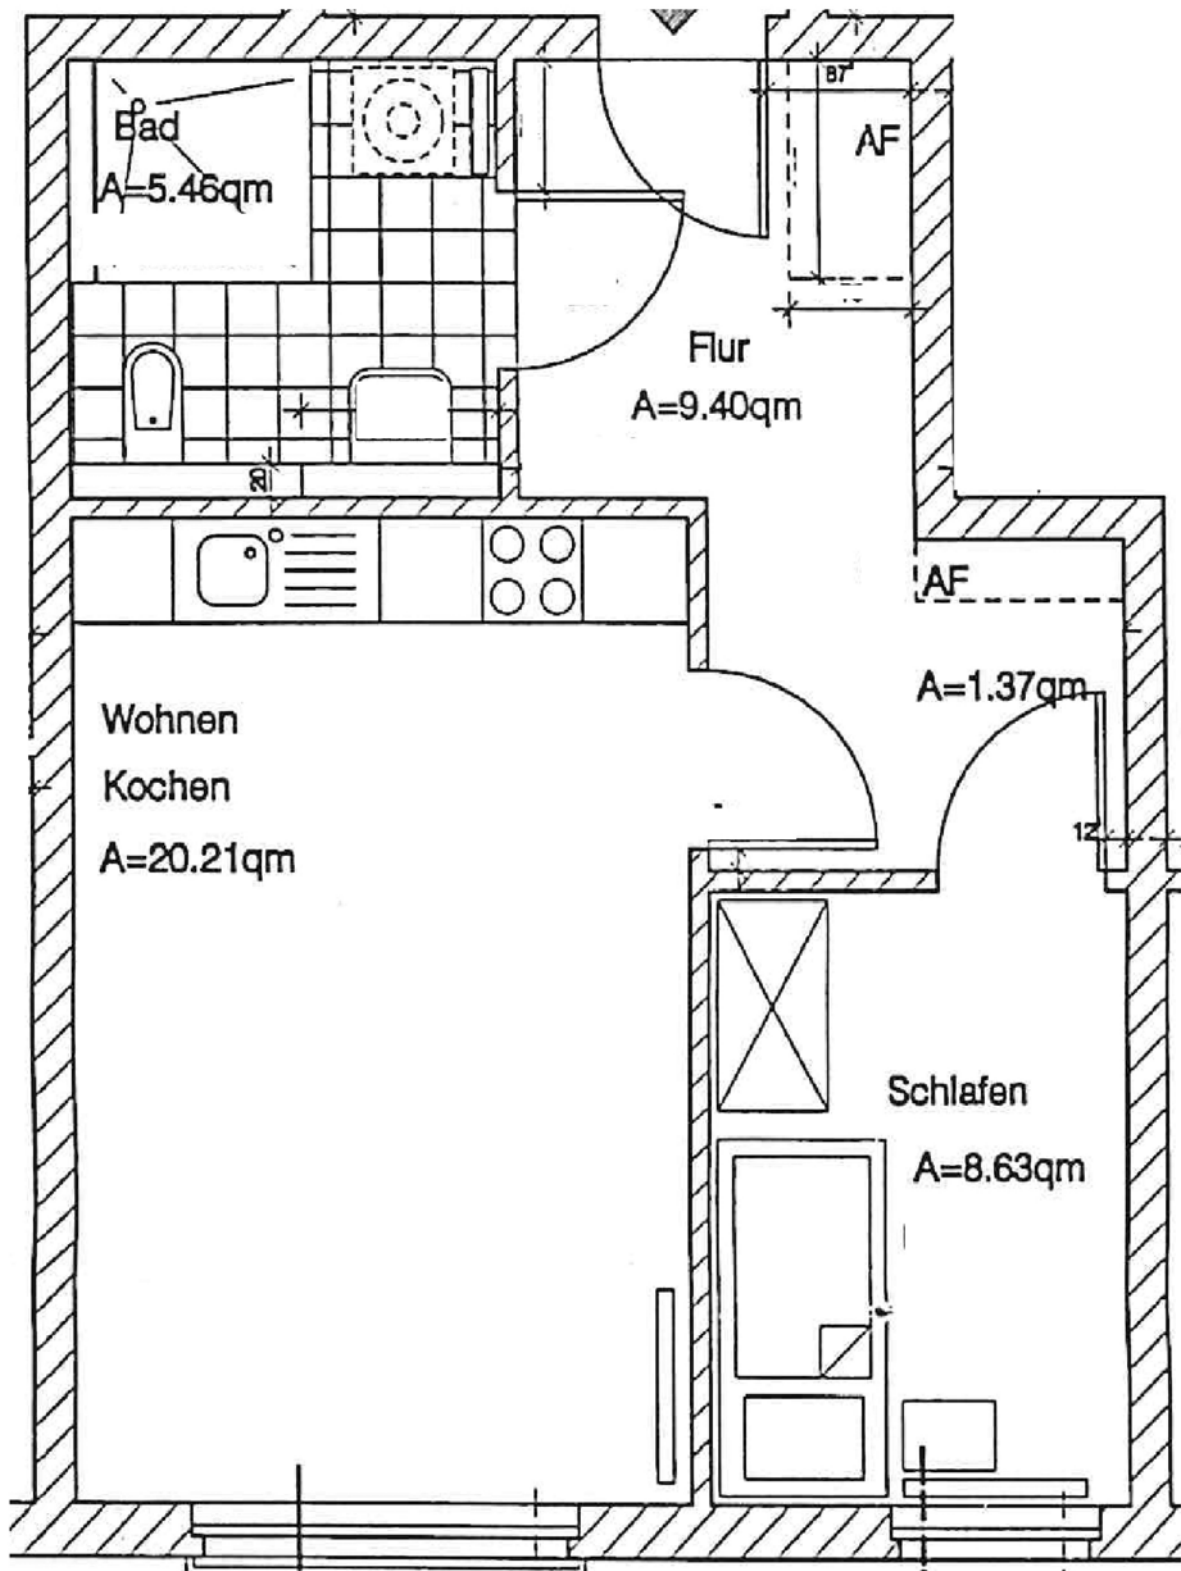 87
AF
Bad
A=5.46qm
Flur
A=9.40qm
20
AF
A=1.37qm
Wohnen
Kochen
A=20.21qm
12
Schlafen
A=8.63qm